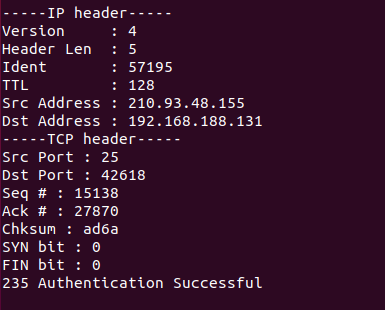 -----IP header-----
Version     : 4
Header Len  : 5
Ident       : 57195
TTL         : 128
Src Address : 210.93.48.155
Dst Address : 192.168.188.131
-----TCP header-----
Src Port : 25
Dst Port : 42618
Seq # : 15138
Ack # : 27870
Chksum : ad6a
SYN bit : 0
FIN bit : 0
235 Authentication Successful